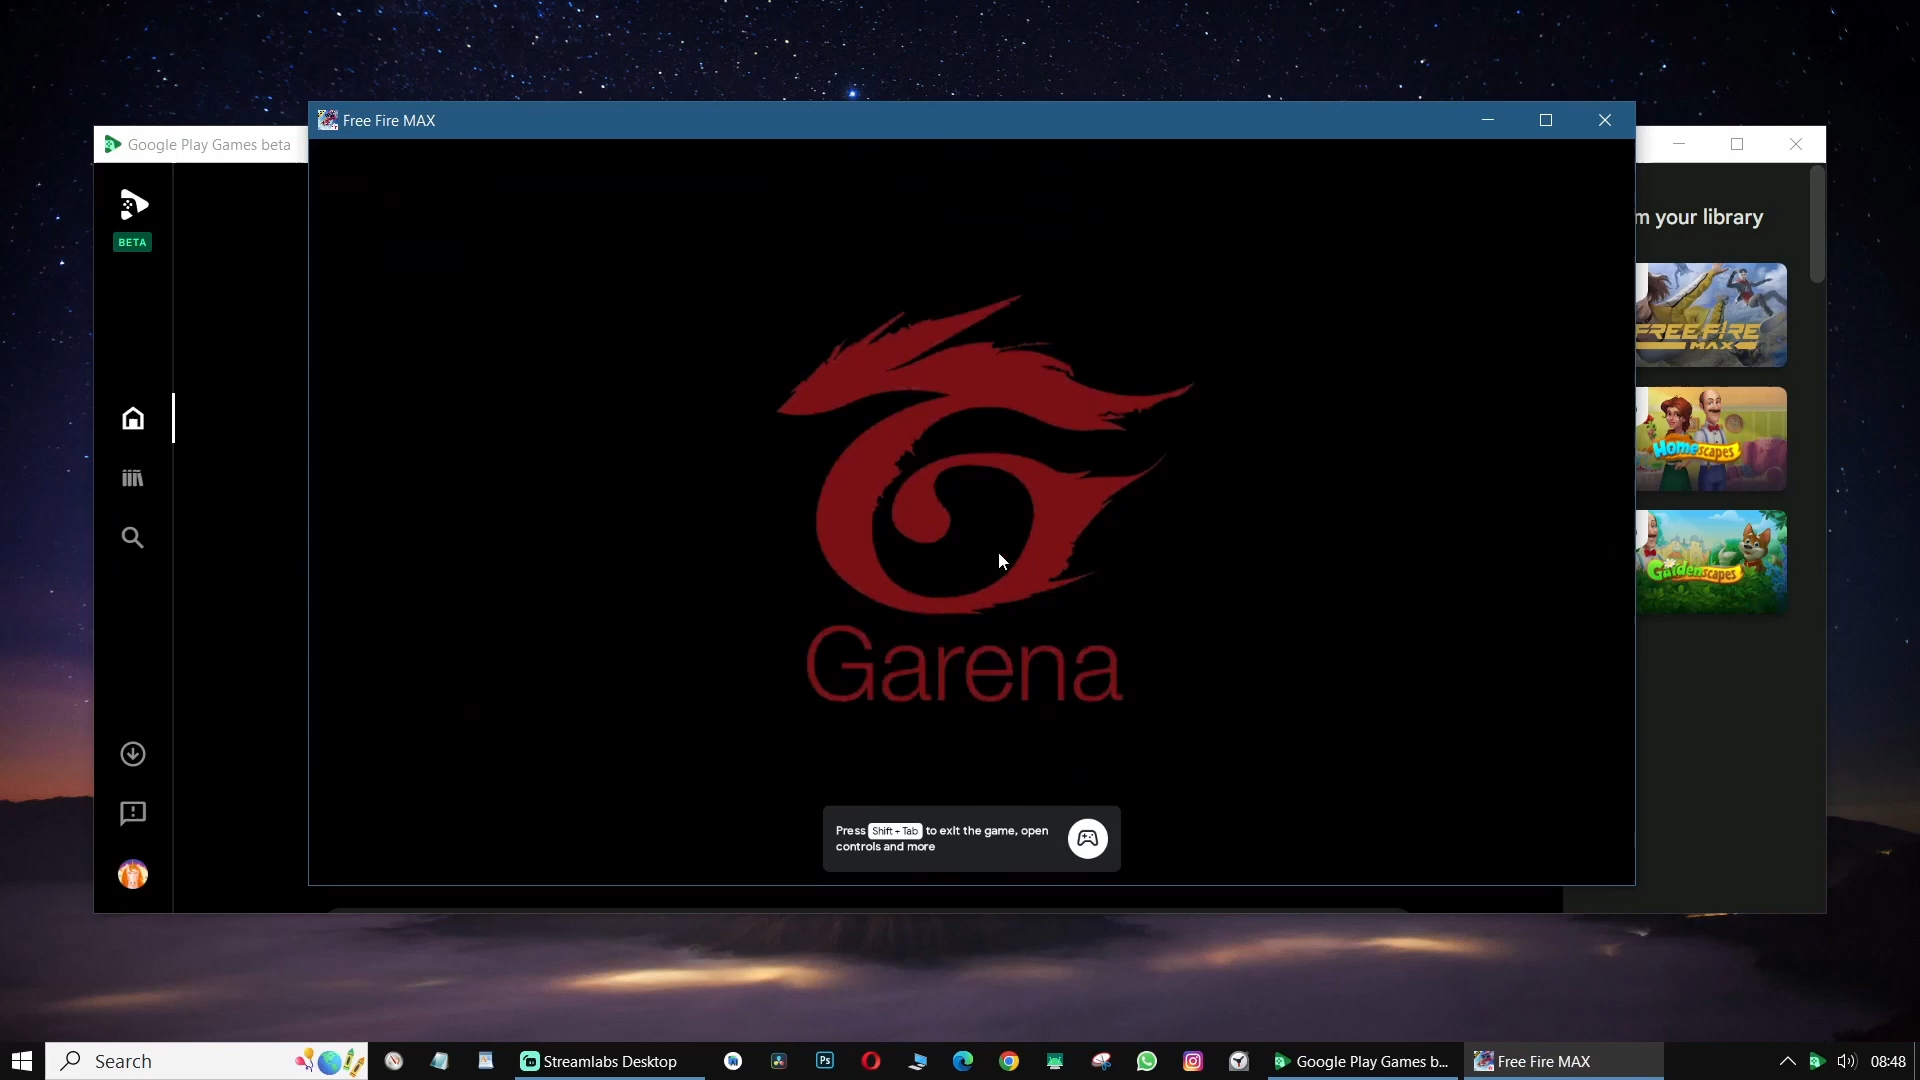 Free Fire MAX
Google Play Games beta
BETA
m your library
FREE FIRE
MAX
Homescapes
Gardenscapes
Garena
Press Shift + Tab to exit the game, open
controls and more
Search
Streamlabs Desktop
Ps
Google Play Games b...
Free Fire MAX
08:48